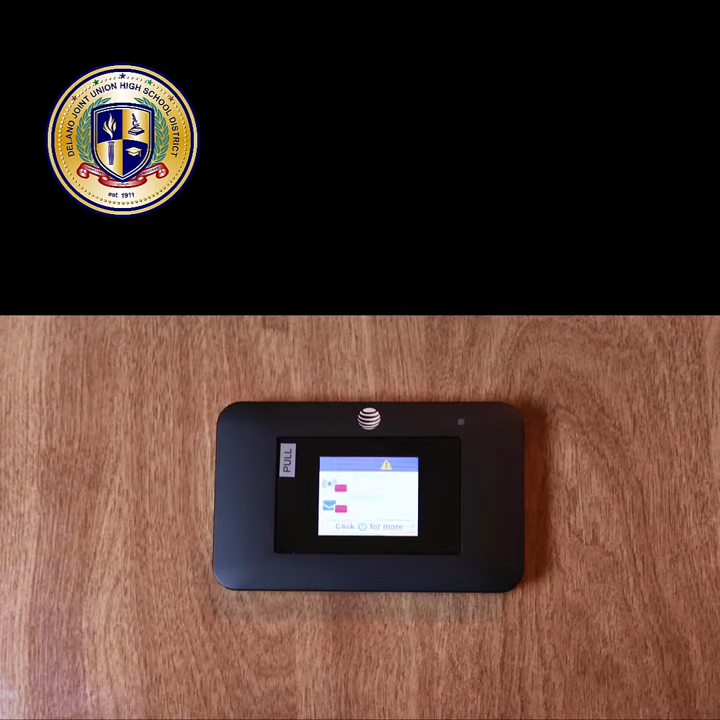 DELANO JOINT UNION HIGH SCHOOL DISTRICT
est. 1911
PULL
Click for more